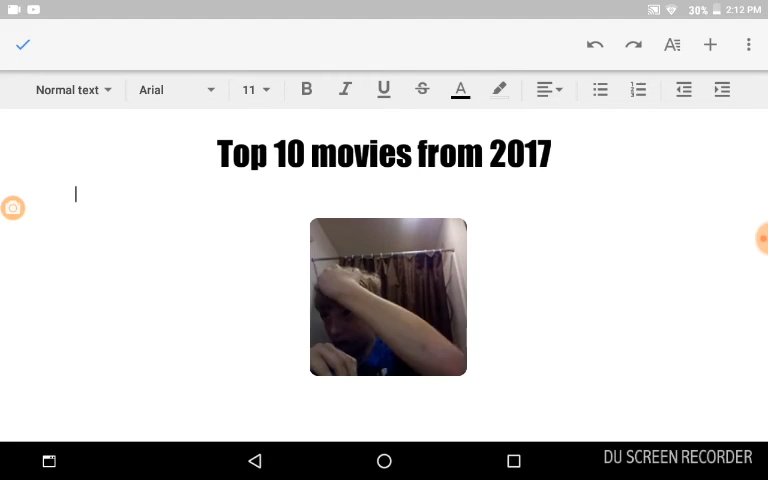 30% 2:12 PM
Normal text Arial 11 B I U S A
Top 10 movies from 2017
DU SCREEN RECORDER